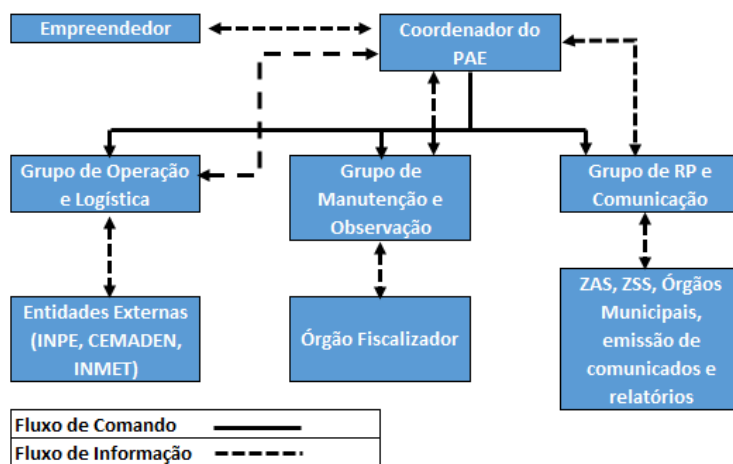 Empreendedor
Coordenador do
PAE
Grupo de Operação
e Logística
Grupo de
Manutenção e
Observação
Grupo de RP e
Comunicação
Entidades Externas
(INPE, CEMADEN,
INMET)
Órgão Fiscalizador
ZAS, ZSS, Órgãos
Municipais,
emissão de
comunicados e
relatórios
Fluxo de Comando
Fluxo de Informação